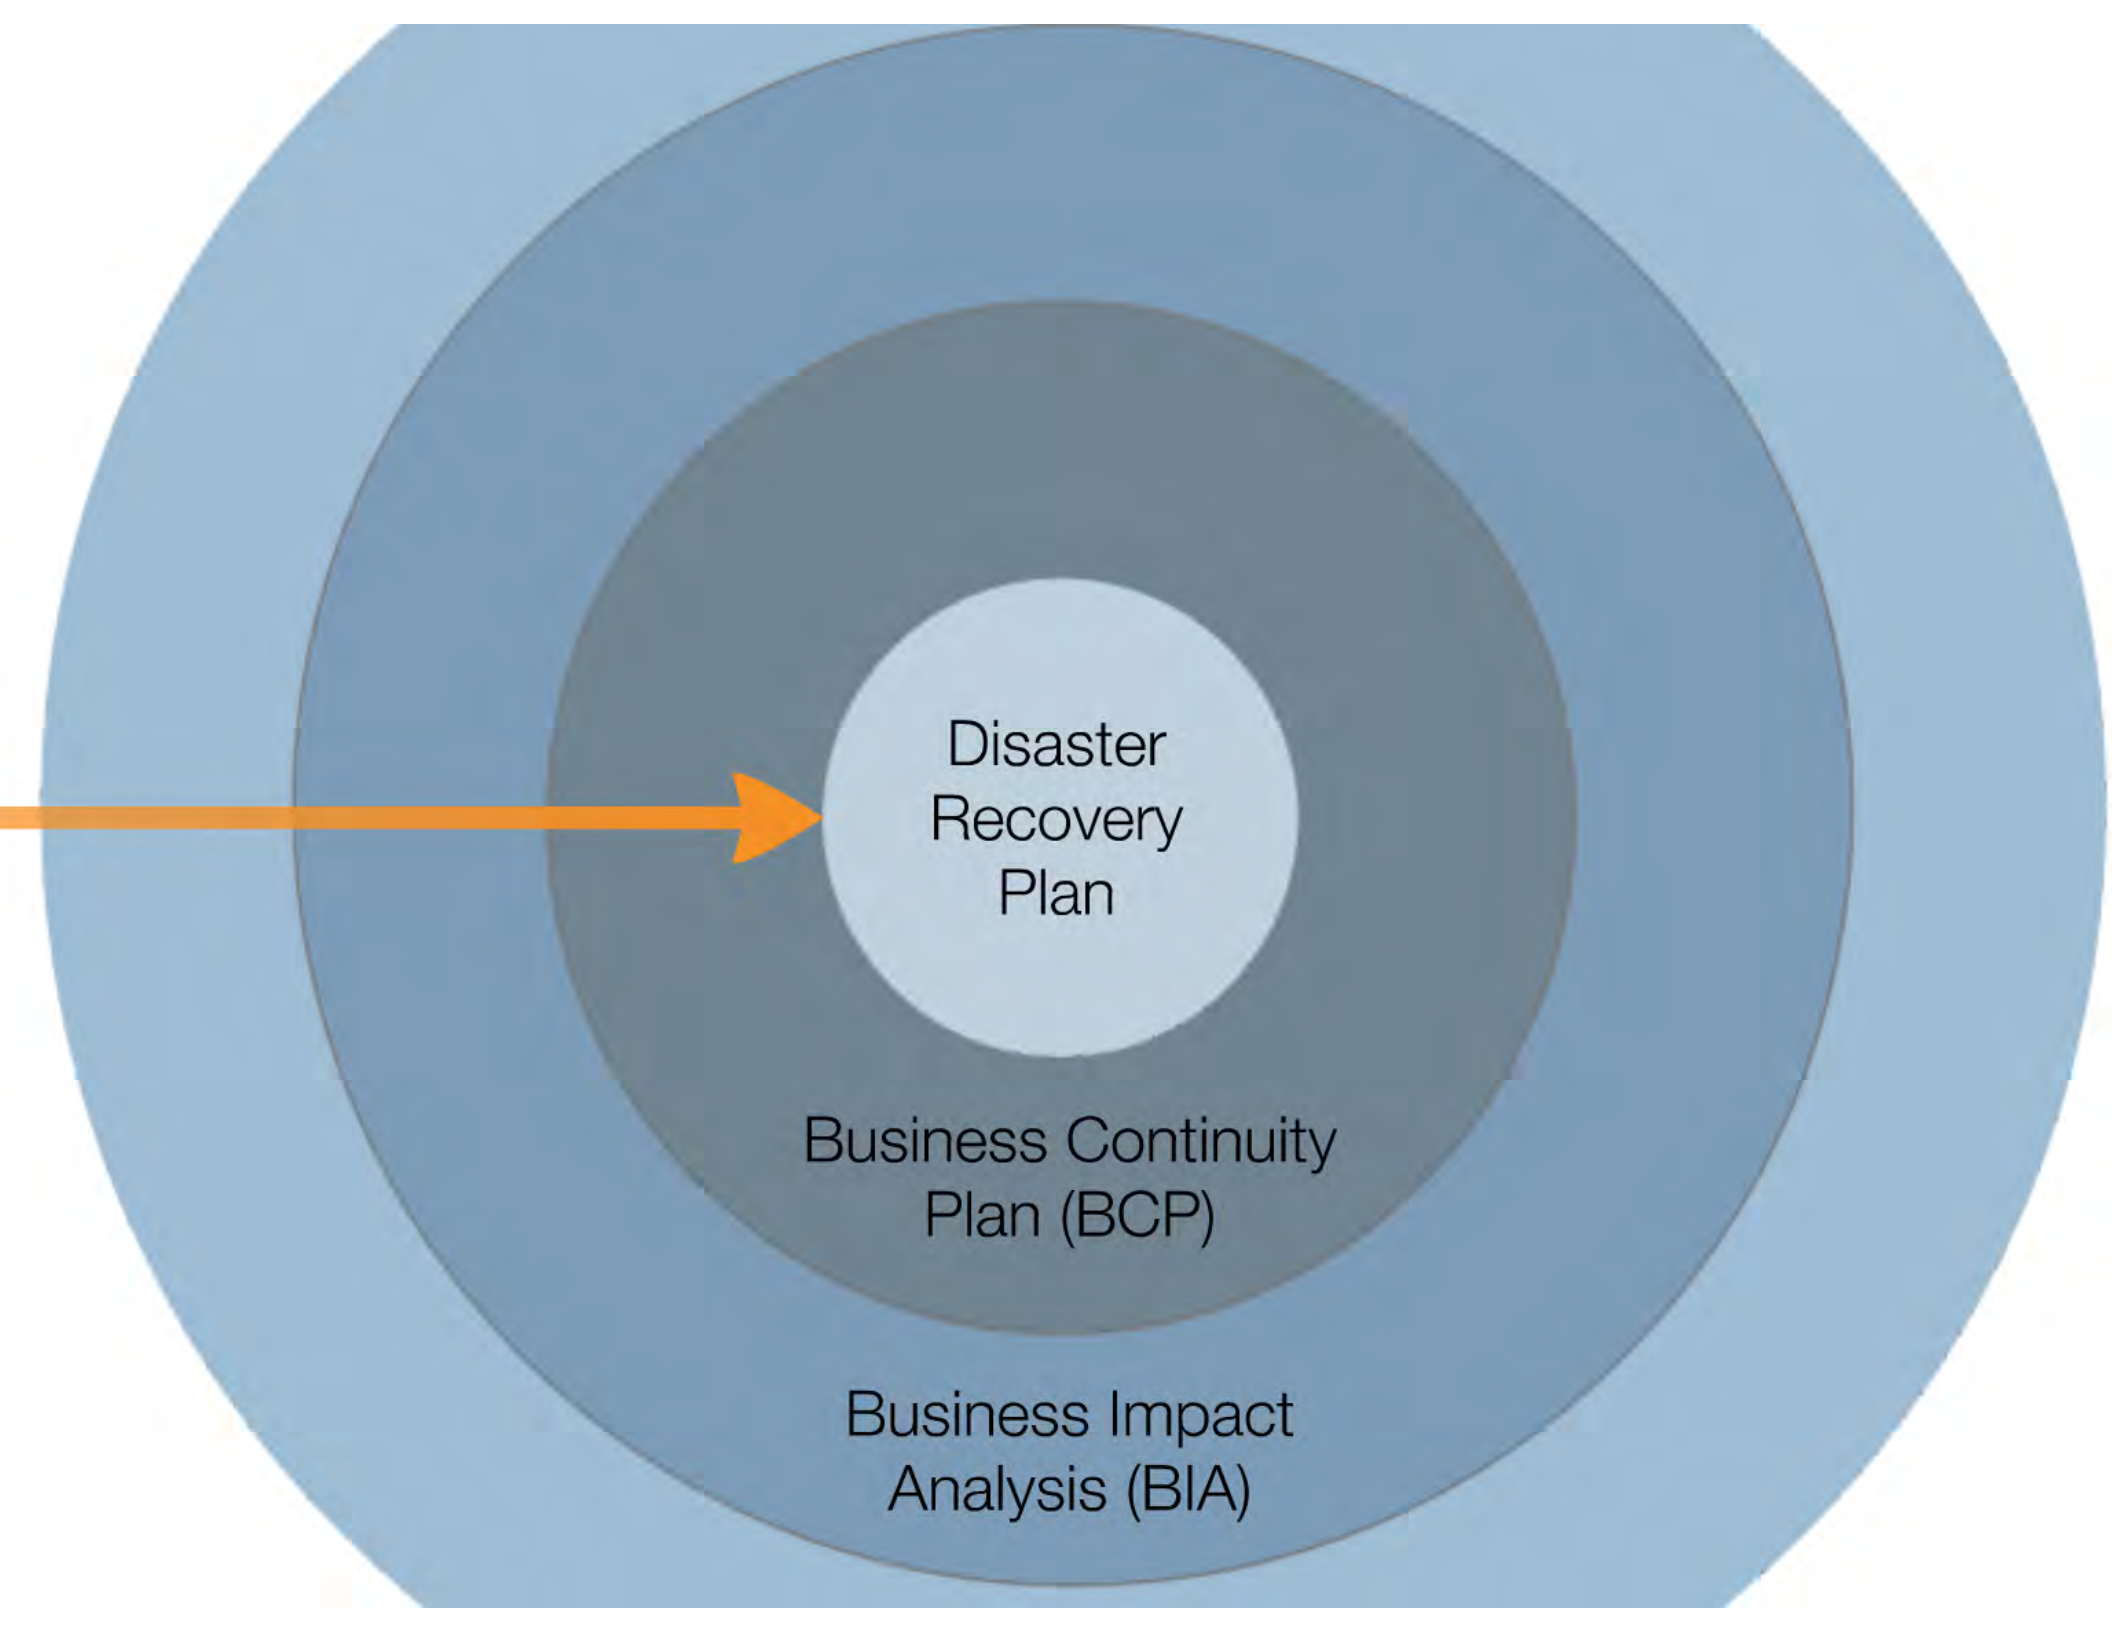 Disaster
Recovery
Plan
Business Continuity
Plan (BCP)
Business Impact
Analysis (BIA)